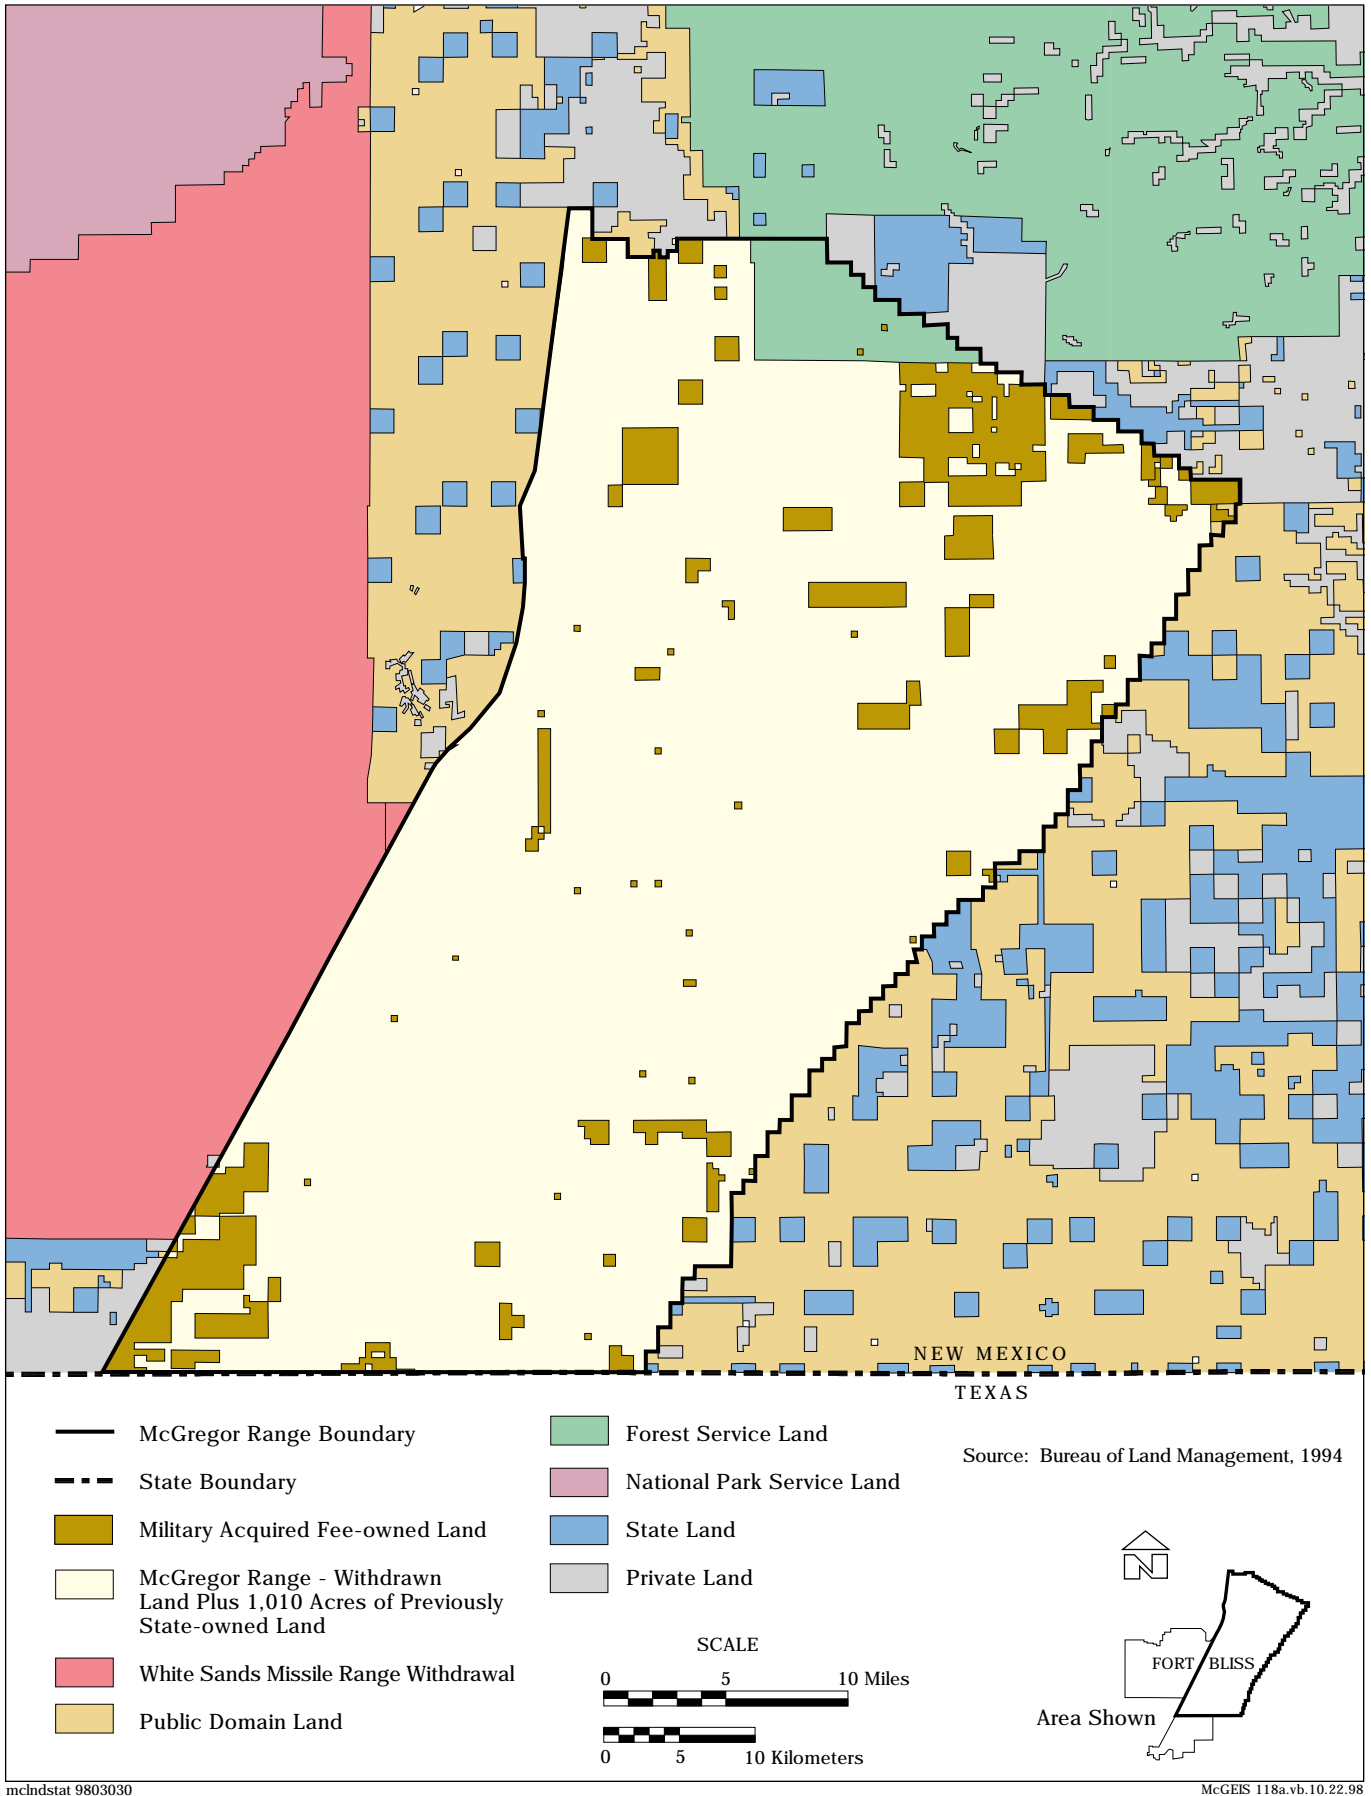 NEW MEXICO
TEXAS
McGregor Range Boundary
State Boundary
Military Acquired Fee-owned Land
McGregor Range - Withdrawn
Land Plus 1,010 Acres of Previously
State-owned Land
White Sands Missile Range Withdrawal
Public Domain Land
Forest Service Land
National Park Service Land
State Land
Private Land
SCALE
0 5 10 Miles
0 5 10 Kilometers
Source: Bureau of Land Management, 1994
N
FORT BLISS
Area Shown
mclndstat 9803030
McGEIS 118a.vb.10.22.98